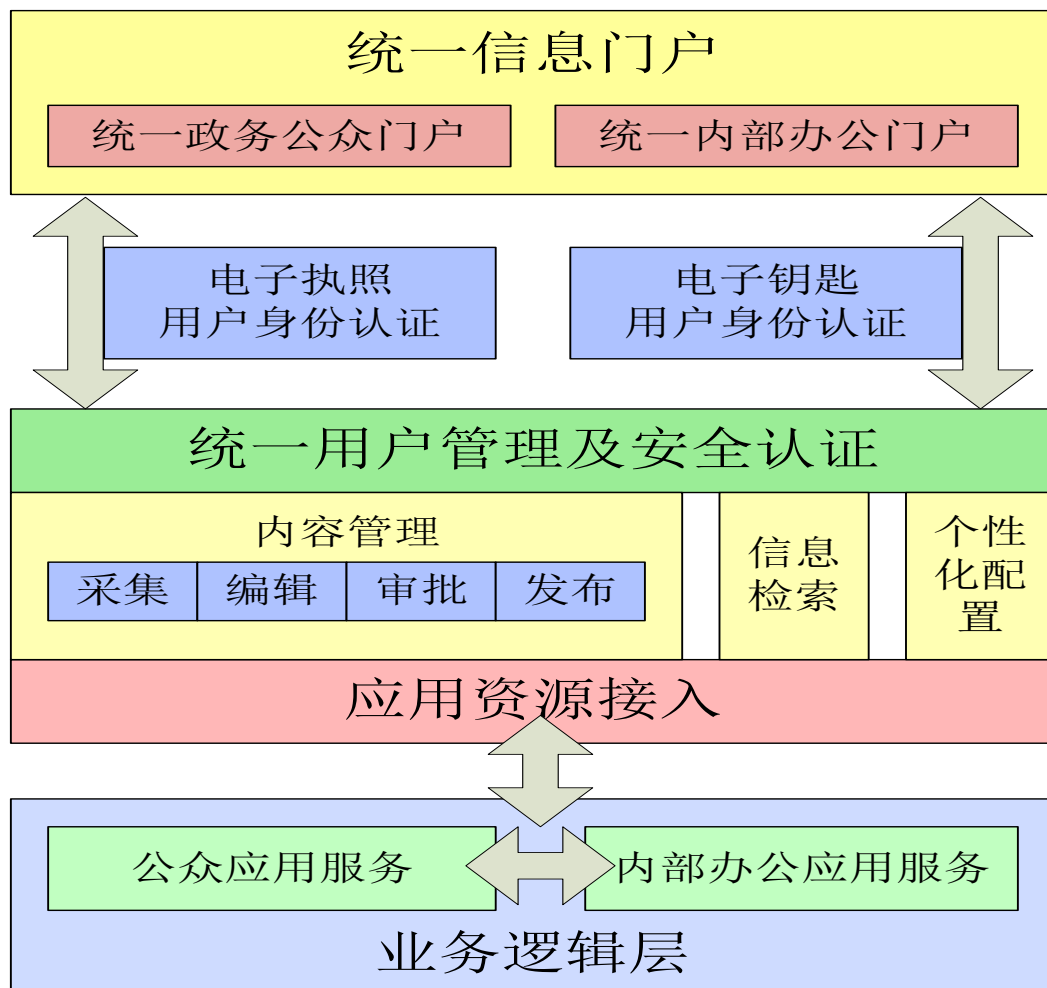 统一信息门户
统一政务公众门户
统一内部办公门户
电子执照
用户身份认证
电子钥匙
用户身份认证
统一用户管理及安全认证
内容管理
采集
编辑
审批
发布
信息
检索
个性
化配
置
应用资源接入
公众应用服务
内部办公应用服务
业务逻辑层